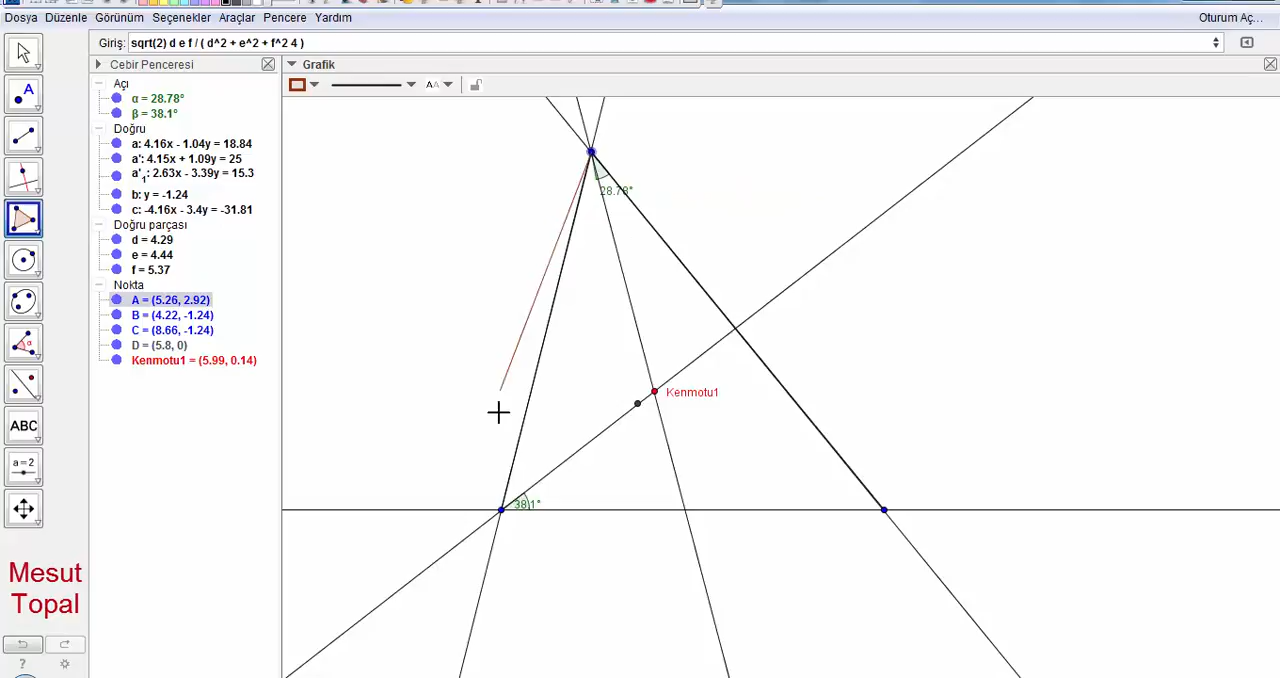 Dosya Düzenle Görünüm Seçenekler Araçlar Pencere Yardım Oturum Aç...
Giriş: sqrt(2) d e f / ( d^2 + e^2 + f^2 4 )
Cebir Penceresi
Grafik
AA
Açı
α = 28.78°
β = 38.1°
Doğru
a: 4.16x - 1.04y = 18.84
a': 4.15x + 1.09y = 25
a'₁: 2.63x - 3.39y = 15.3
b: y = -1.24
c: -4.16x - 3.4y = -31.81
Doğru parçası
d = 4.29
e = 4.44
f = 5.37
Nokta
A = (5.26, 2.92)
B = (4.22, -1.24)
C = (8.66, -1.24)
D = (5.8, 0)
Kenmotu1 = (5.99, 0.14)
A
α
ABC
a=2
Mesut
Topal
?
28.78°
Kenmotu1
38.1°